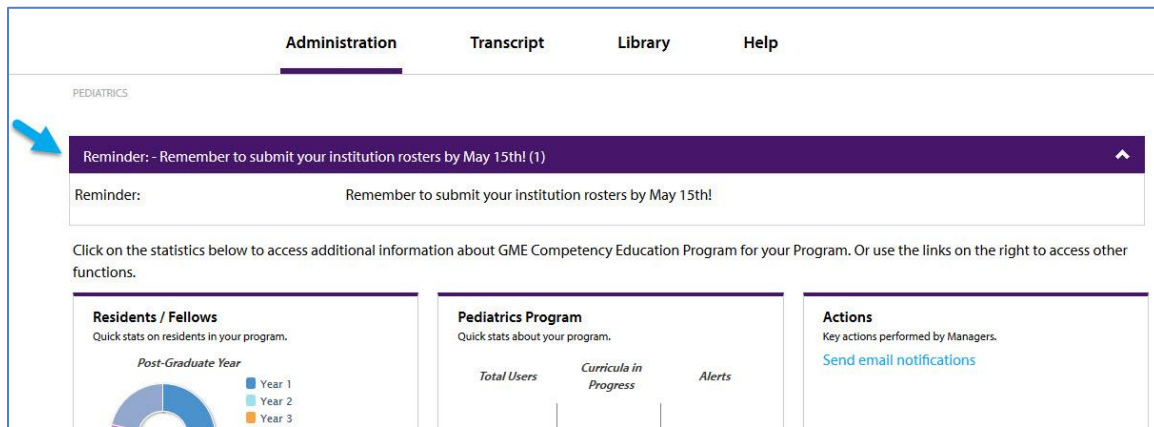 Administration Transcript Library Help
PEDIATRICS
Reminder: - Remember to submit your institution rosters by May 15th! (1)
Reminder: Remember to submit your institution rosters by May 15th!
Click on the statistics below to access additional information about GME Competency Education Program for your Program. Or use the links on the right to access other
functions.
Residents / Fellows
Quick stats on residents in your program.
Post-Graduate Year
Year 1
Year 2
Year 3
Pediatrics Program
Quick stats about your program.
Total Users
Curricula in
Progress
Alerts
Actions
Key actions performed by Managers.
Send email notifications